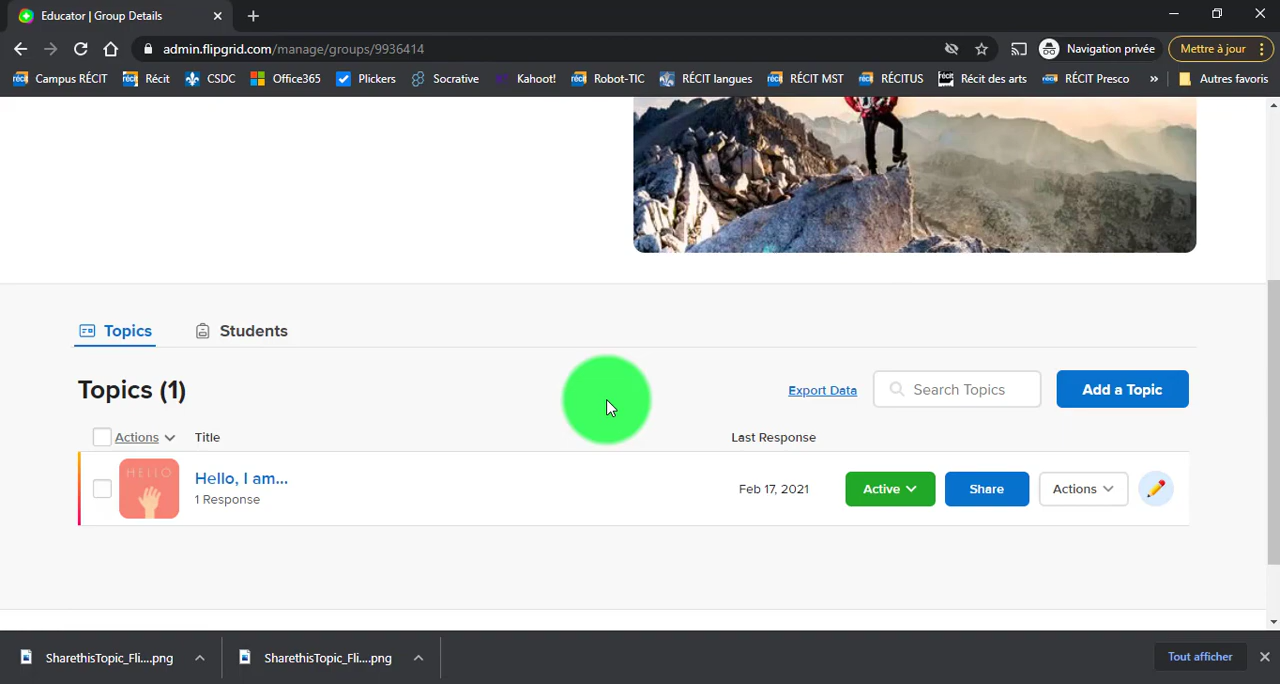 Educator | Group Details
admin.flipgrid.com/manage/groups/9936414
Navigation privée
Mettre à jour
Campus RÉCIT
Récit
CSDC
Office365
Plickers
Socrative
Kahoot!
Robot-TIC
RÉCIT langues
RÉCIT MST
RÉCITUS
Récit des arts
RÉCIT Presco
»
Autres favoris
Topics
Students
Topics (1)
Export Data
Search Topics
Add a Topic
Actions
Title
Last Response
HELLO
Hello, I am...
1 Response
Feb 17, 2021
Active
Share
Actions
SharethisTopic_Fli....png
SharethisTopic_Fli....png
Tout afficher